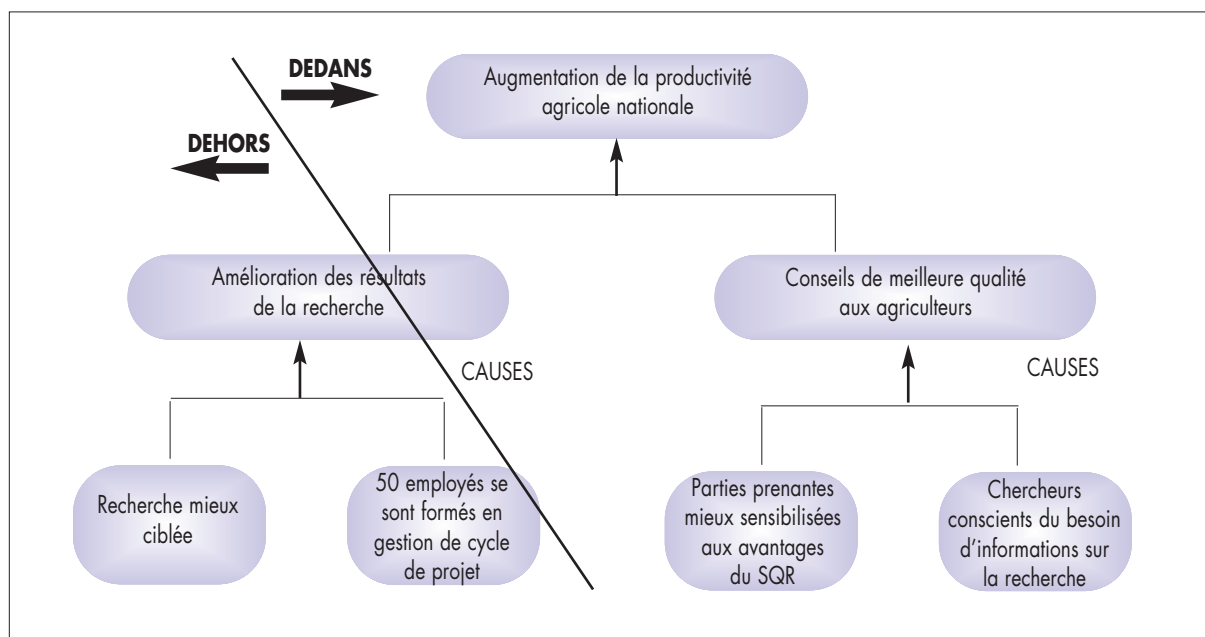 DEDANS
DEHORS
Augmentation de la productivité
agricole nationale
Amélioration des résultats
de la recherche
Conseils de meilleure qualité
aux agriculteurs
CAUSES
CAUSES
Recherche mieux
ciblée
50 employés se
sont formés en
gestion de cycle
de projet
Parties prenantes
mieux sensibilisées
aux avantages
du SQR
Chercheurs
conscients du besoin
d’informations sur
la recherche